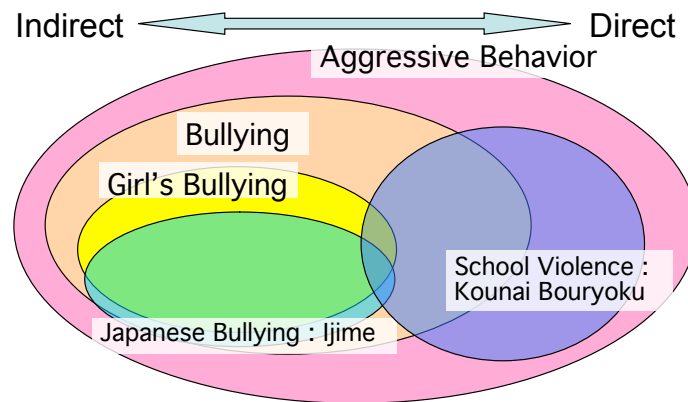 Indirect
Direct
Aggressive Behavior
Bullying
Girl's Bullying
School Violence :
Kounai Bouryoku
Japanese Bullying : Ijime